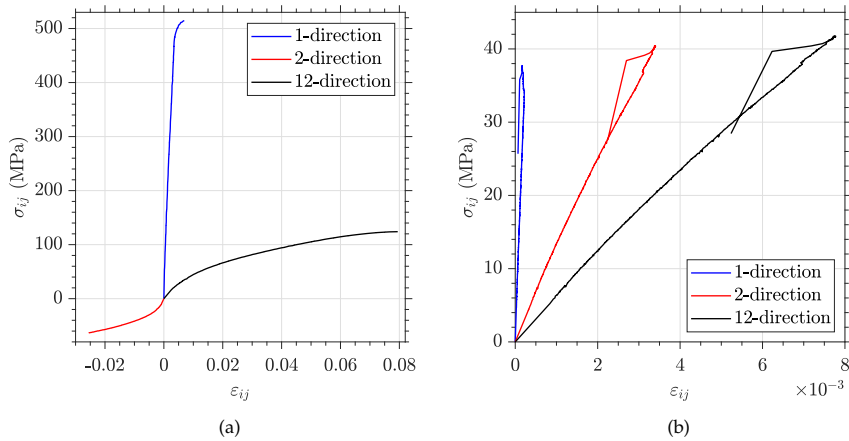 500
400
300
200
100
0
-0.02 0 0.02 0.04 0.06 0.08
σij (MPa)
εij
1-direction
2-direction
12-direction
(a)
40
30
20
10
0
0 2 4 6 8
×10−3
σij (MPa)
εij
1-direction
2-direction
12-direction
(b)